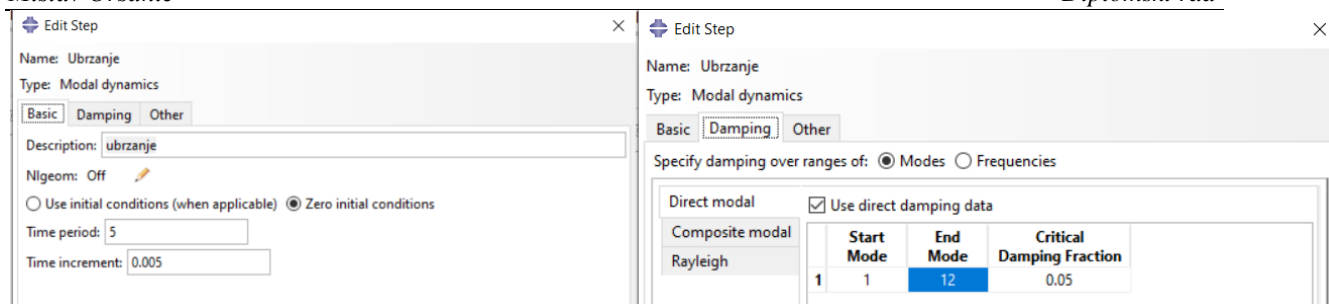 Edit Step
Name: Ubrzanje
Type: Modal dynamics
Basic Damping Other
Description: ubrzanje
Nlgeom: Off
Use initial conditions (when applicable) Zero initial conditions
Time period: 5
Time increment: 0.005
Edit Step
Name: Ubrzanje
Type: Modal dynamics
Basic Damping Other
Specify damping over ranges of: Modes Frequencies
Direct modal
Composite modal
Rayleigh
Use direct damping data
Start Mode End Mode Critical Damping Fraction
1 1 12 0.05